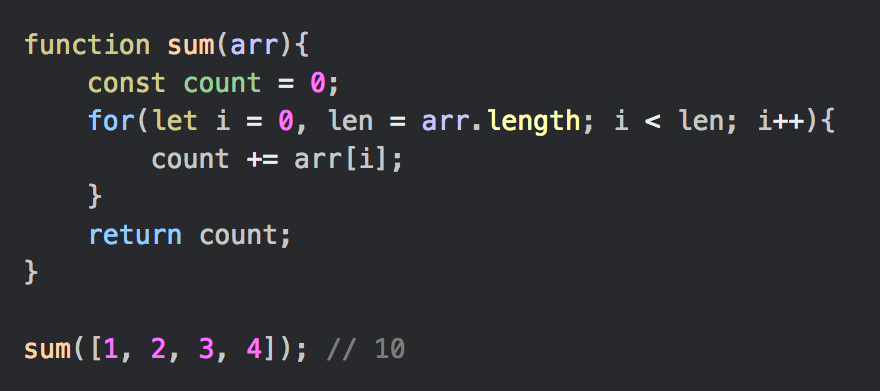 function sum(arr){
    const count = 0;
    for(let i = 0, len = arr.length; i < len; i++){
        count += arr[i];
    }
    return count;
}

sum([1, 2, 3, 4]); // 10